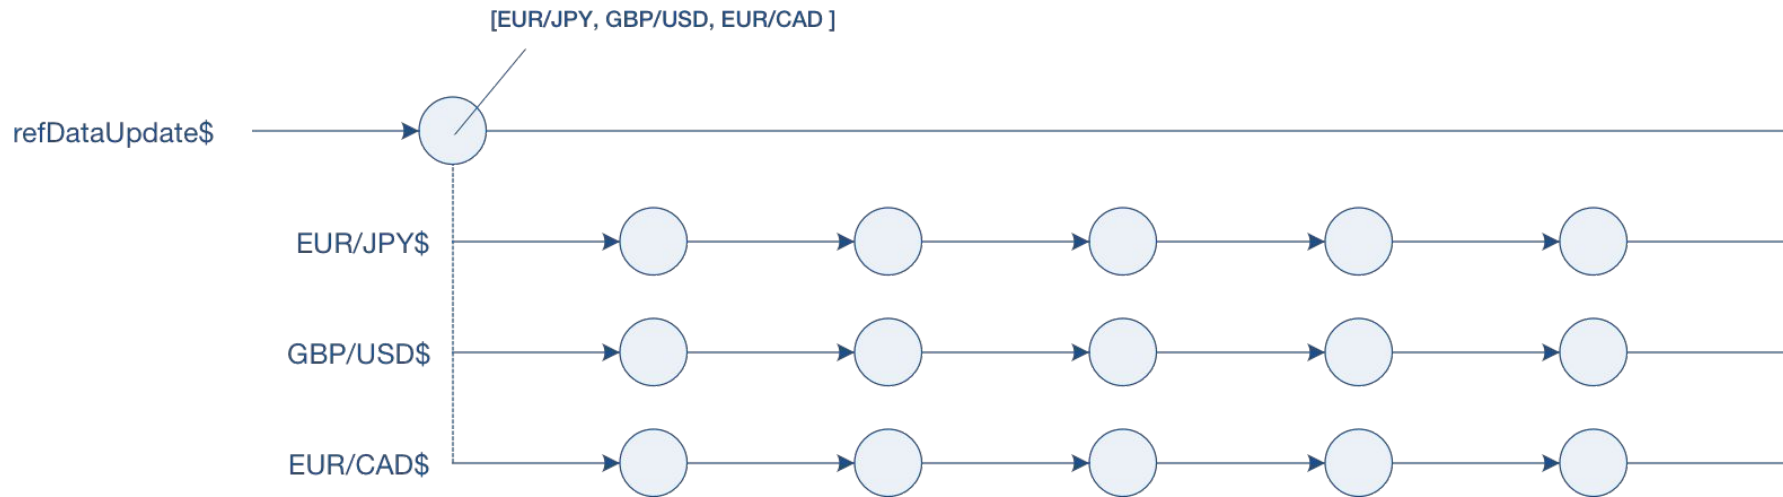 [EUR/JPY, GBP/USD, EUR/CAD ]
refDataUpdate$
EUR/JPY$
GBP/USD$
EUR/CAD$